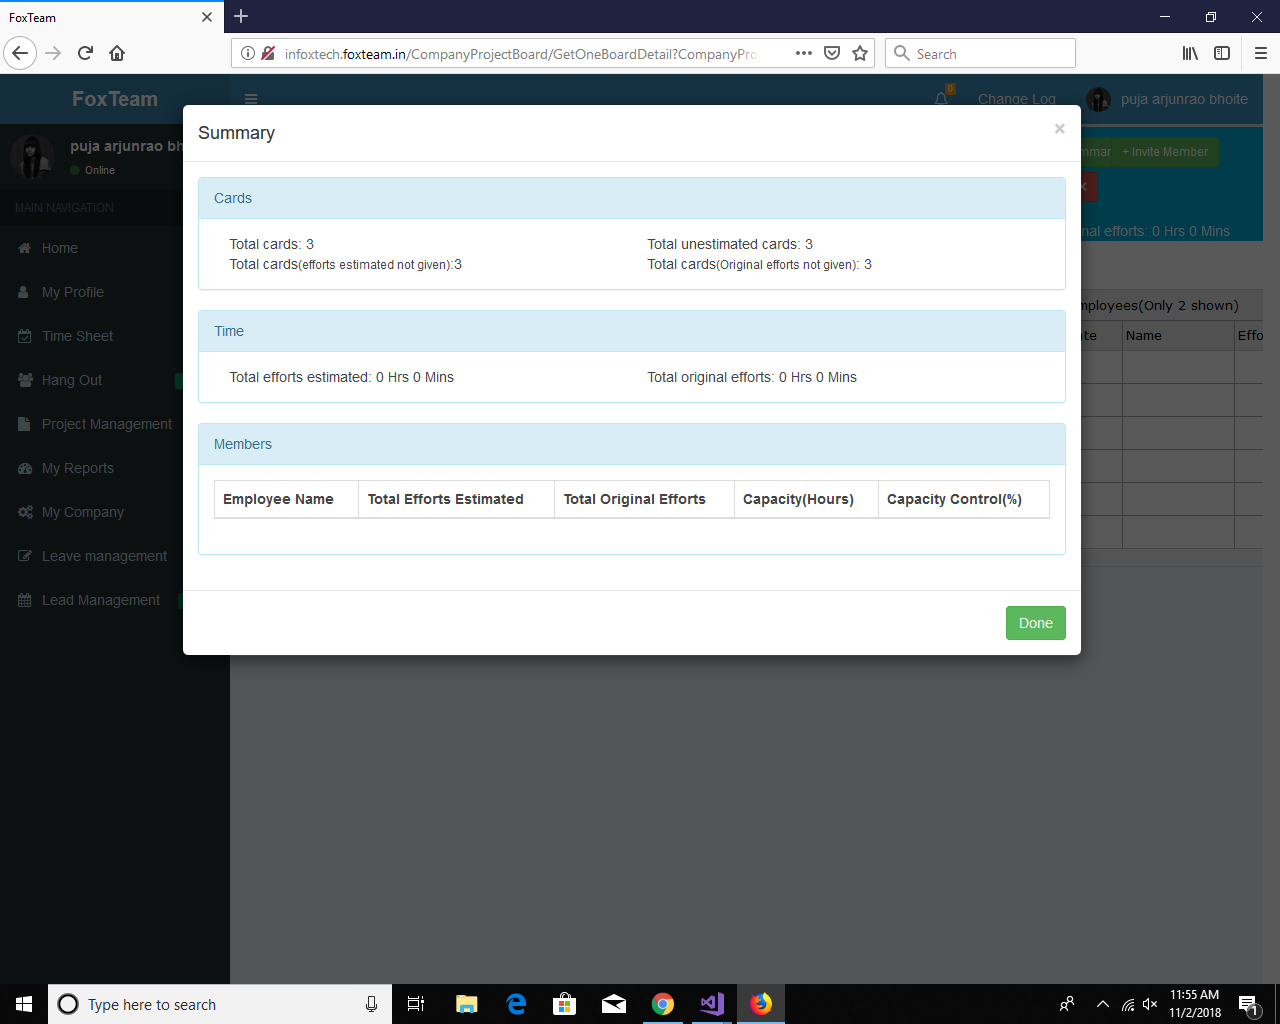 FoxTeam
infoxtech.foxteam.in/CompanyProjectBoard/GetOneBoardDetail?CompanyPro
Search
FoxTeam
0
Change Log
puja arjunrao bhoite
puja arjunrao bh
Online
mmar
+ Invite Member
MAIN NAVIGATION
nal efforts: 0 Hrs 0 Mins
Home
My Profile
Time Sheet
Hang Out
Project Management
My Reports
My Company
Leave management
Lead Management
mployees(Only 2 shown)
te
Name
Effo
Summary
×
Cards
Total cards: 3
Total unestimated cards: 3
Total cards(efforts estimated not given):3
Total cards(Original efforts not given): 3
Time
Total efforts estimated: 0 Hrs 0 Mins
Total original efforts: 0 Hrs 0 Mins
Members
Employee Name
Total Efforts Estimated
Total Original Efforts
Capacity(Hours)
Capacity Control(%)
Done
Type here to search
11:55 AM
11/2/2018
1